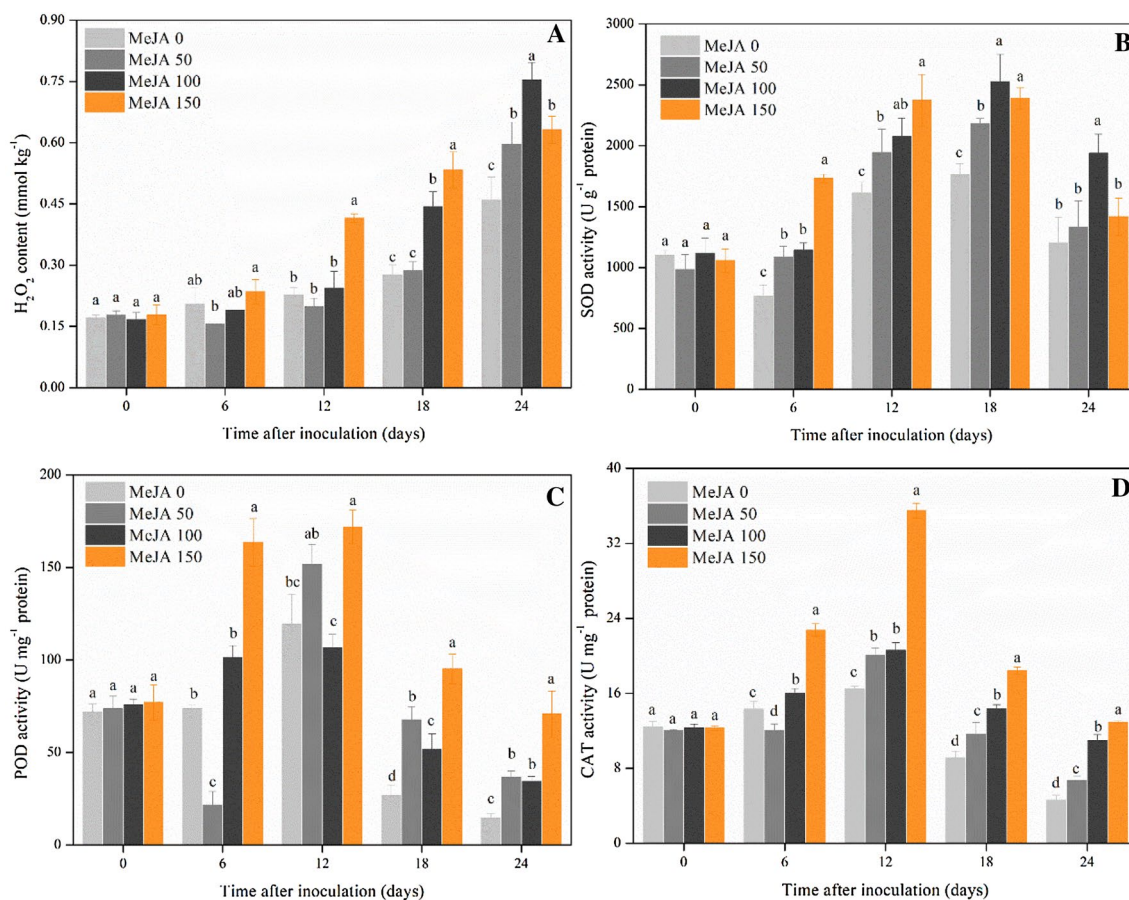 A
MeJA 0
MeJA 50
MeJA 100
MeJA 150
H₂O₂ content (mmol kg⁻¹)
0.90
0.75
0.60
0.45
0.30
0.15
0.00
a a a a
ab b ab a
b b b a
c c b a
c b a b
0 6 12 18 24
Time after inoculation (days)
B
MeJA 0
MeJA 50
MeJA 100
MeJA 150
SOD activity (U g⁻¹ protein)
3000
2500
2000
1500
1000
500
0
a a a a
c b b a
c b ab a
c b a a
b b a b
0 6 12 18 24
Time after inoculation (days)
C
MeJA 0
MeJA 50
MeJA 100
MeJA 150
POD activity (U mg⁻¹ protein)
200
150
100
50
0
a a a a
b c b a
bc ab c a
d b c a
c b b a
0 6 12 18 24
Time after inoculation (days)
D
MeJA 0
MeJA 50
MeJA 100
MeJA 150
CAT activity (U mg⁻¹ protein)
40
32
24
16
8
0
a a a a
c d b a
c b b a
d c b a
d c b a
0 6 12 18 24
Time after inoculation (days)